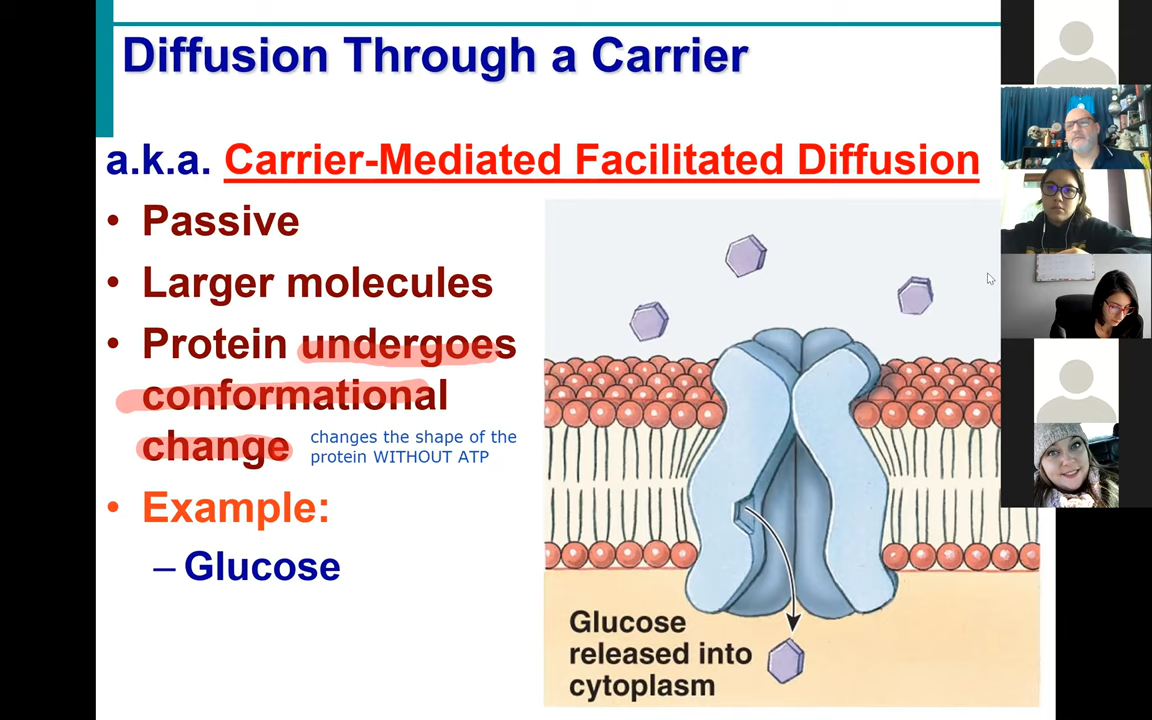 Diffusion Through a Carrier
a.k.a. Carrier-Mediated Facilitated Diffusion
• Passive
• Larger molecules
• Protein undergoes
conformational
change
changes the shape of the
protein WITHOUT ATP
• Example:
– Glucose
Glucose
released into
cytoplasm